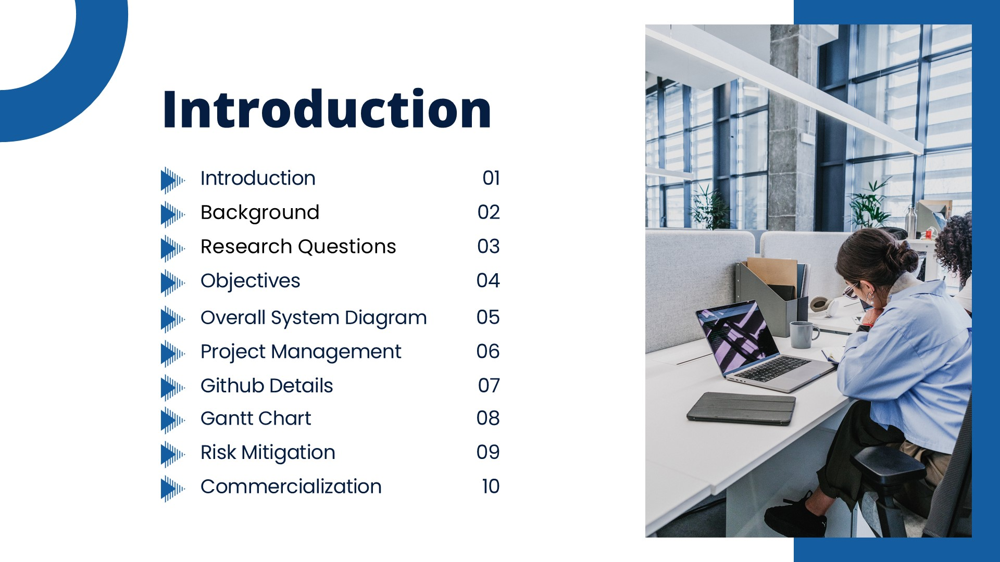 Introduction
Introduction 01
Background 02
Research Questions 03
Objectives 04
Overall System Diagram 05
Project Management 06
Github Details 07
Gantt Chart 08
Risk Mitigation 09
Commercialization 10